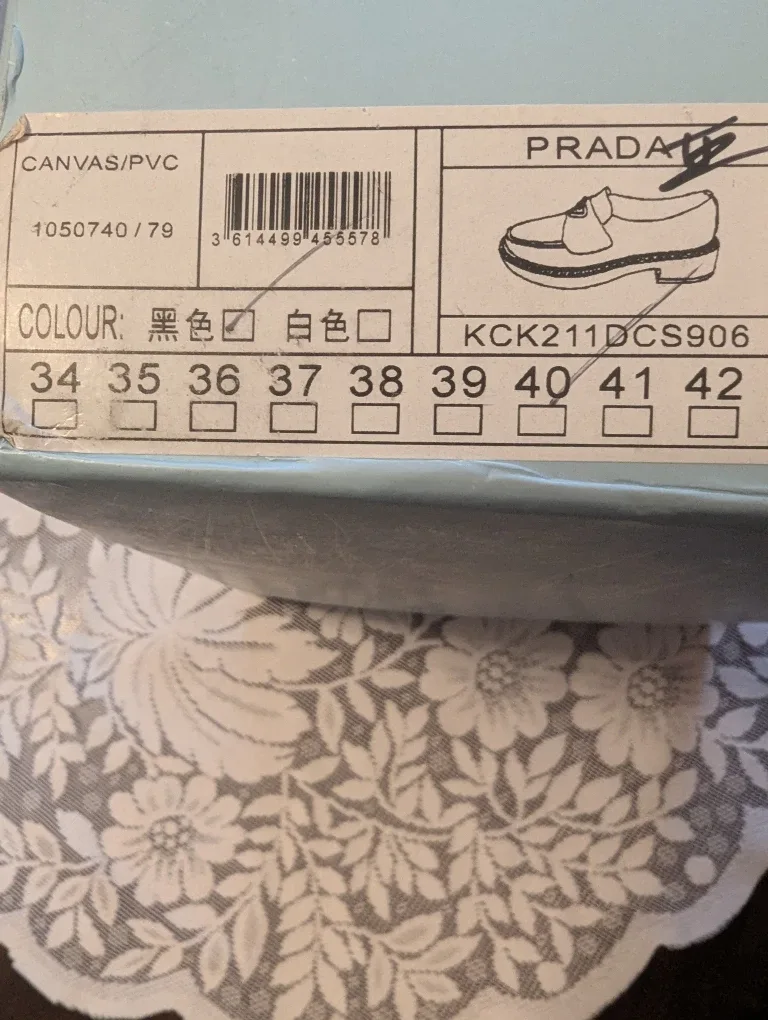 CANVAS/PVC
1050740 / 79
3 614499 455578
PRADA
COLOUR: 黑色 白色
KCK211DCS906
34 35 36 37 38 39 40 41 42